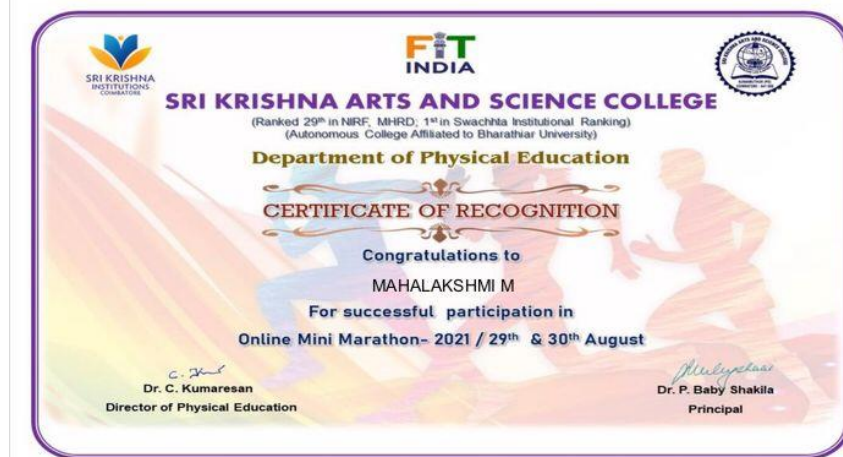 FiT
INDIA
SRI KRISHNA
INSTITUTIONS
COIMBATORE
SRI KRISHNA ARTS AND SCIENCE COLLEGE
(Ranked 29th in NIRF, MHRD; 1st in Swachhta Institutional Ranking)
(Autonomous College Affiliated to Bharathiar University)
Department of Physical Education
CERTIFICATE OF RECOGNITION
Congratulations to
MAHALAKSHMI M
For successful participation in
Online Mini Marathon- 2021 / 29th & 30th August
Dr. C. Kumaresan
Director of Physical Education
Dr. P. Baby Shakila
Principal